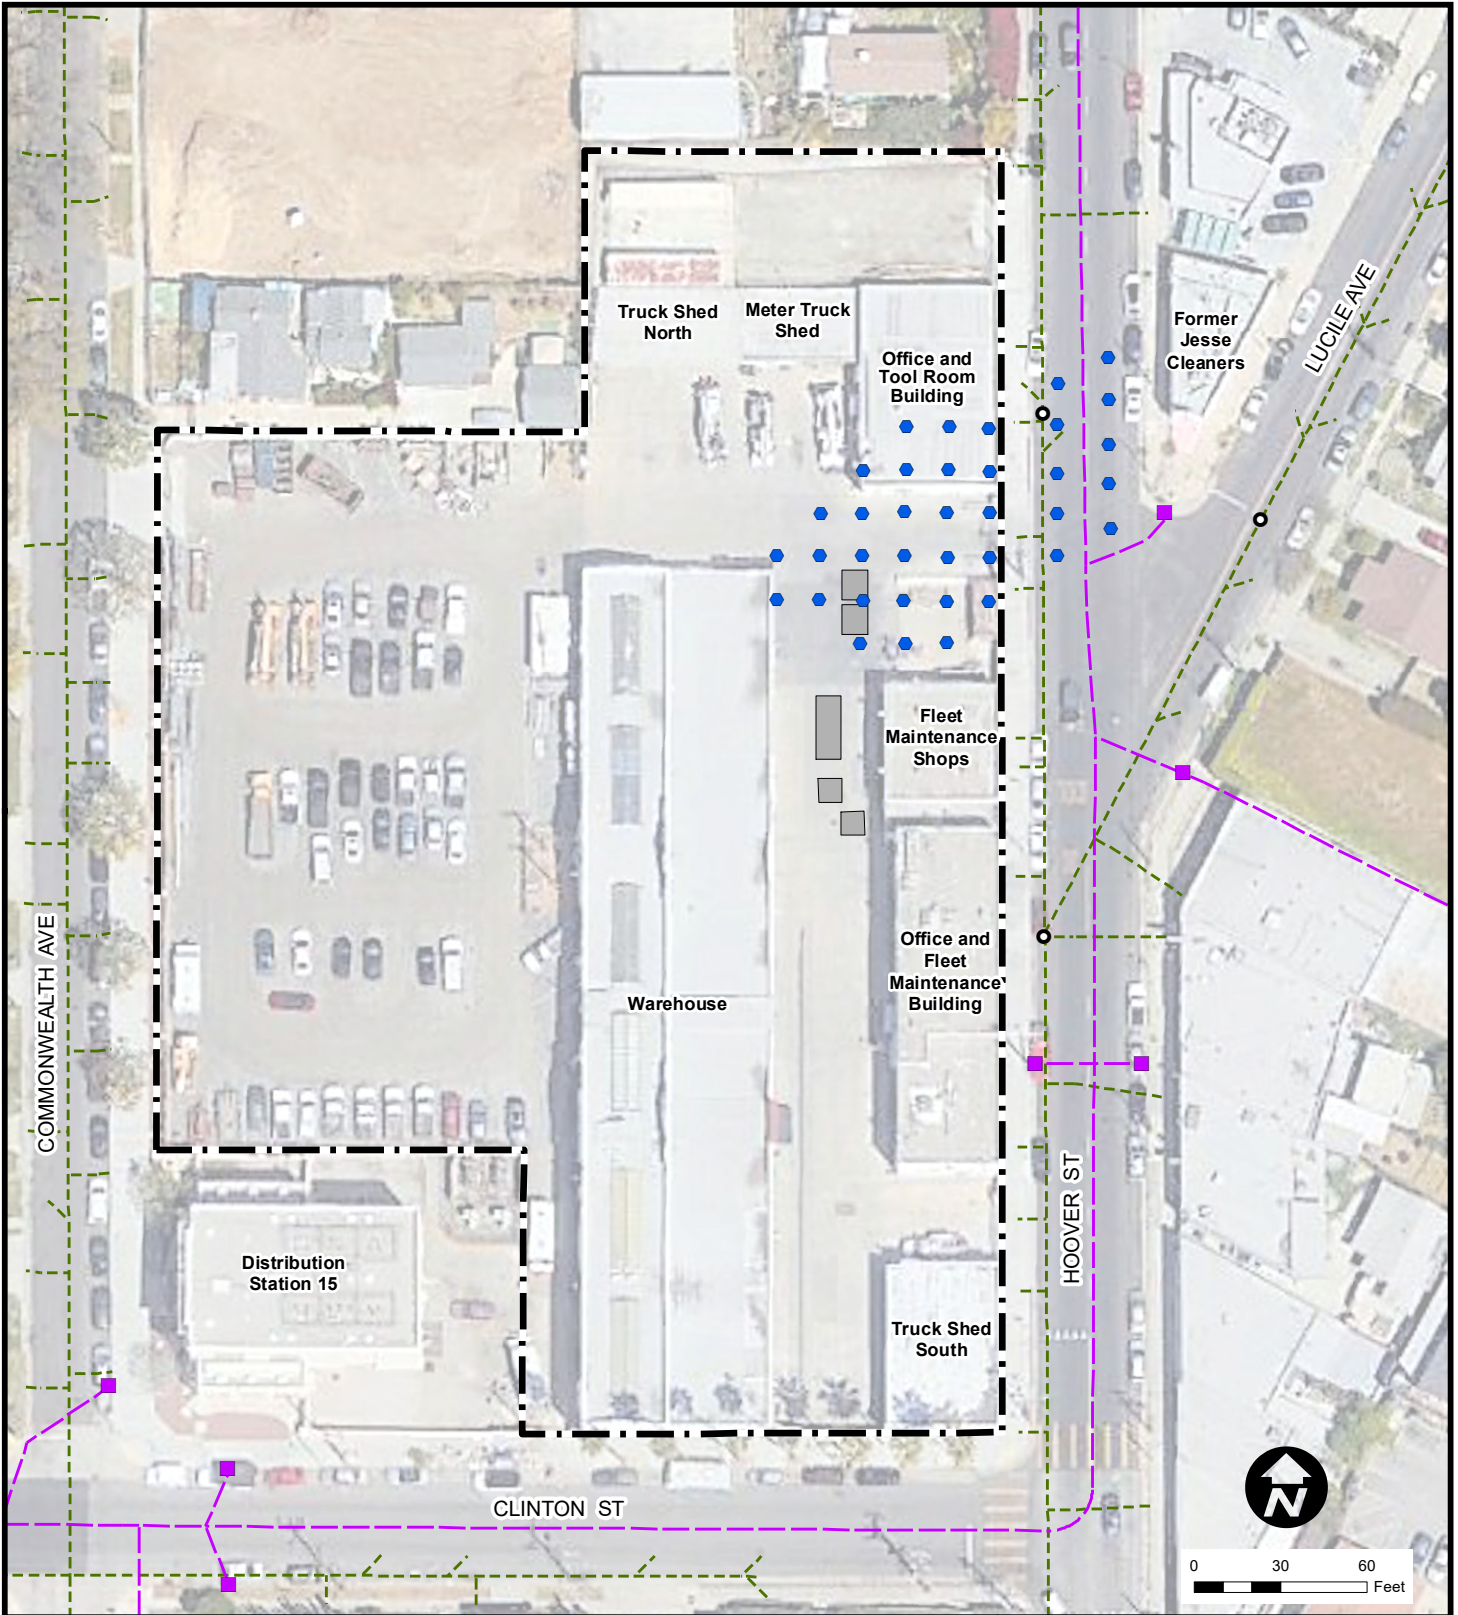 Truck Shed
North
Meter Truck
Shed
Office and
Tool Room
Building
Former
Jesse
Cleaners
LUCILE AVE
Fleet
Maintenance
Shops
Office and
Fleet
Maintenance
Building
Warehouse
COMMONWEALTH AVE
HOOVER ST
Distribution
Station 15
Truck Shed
South
CLINTON ST
N
0 30 60
Feet